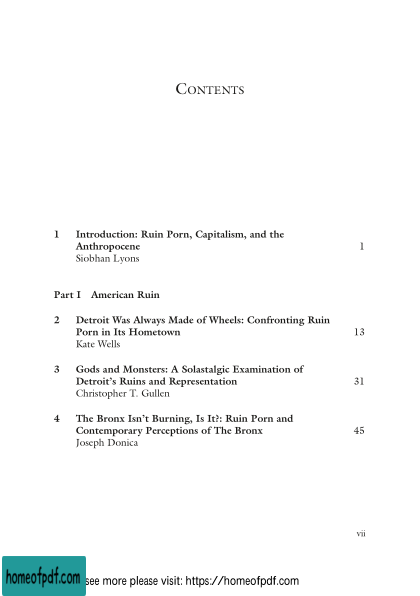 CONTENTS
1 Introduction: Ruin Porn, Capitalism, and the
Anthropocene 1
Siobhan Lyons
Part I American Ruin
2 Detroit Was Always Made of Wheels: Confronting Ruin
Porn in Its Hometown 13
Kate Wells
3 Gods and Monsters: A Solastalgic Examination of
Detroit's Ruins and Representation 31
Christopher T. Gullen
4 The Bronx Isn't Burning, Is It?: Ruin Porn and
Contemporary Perceptions of The Bronx 45
Joseph Donica
vii
homeofpdf.com see more please visit: https://homeofpdf.com